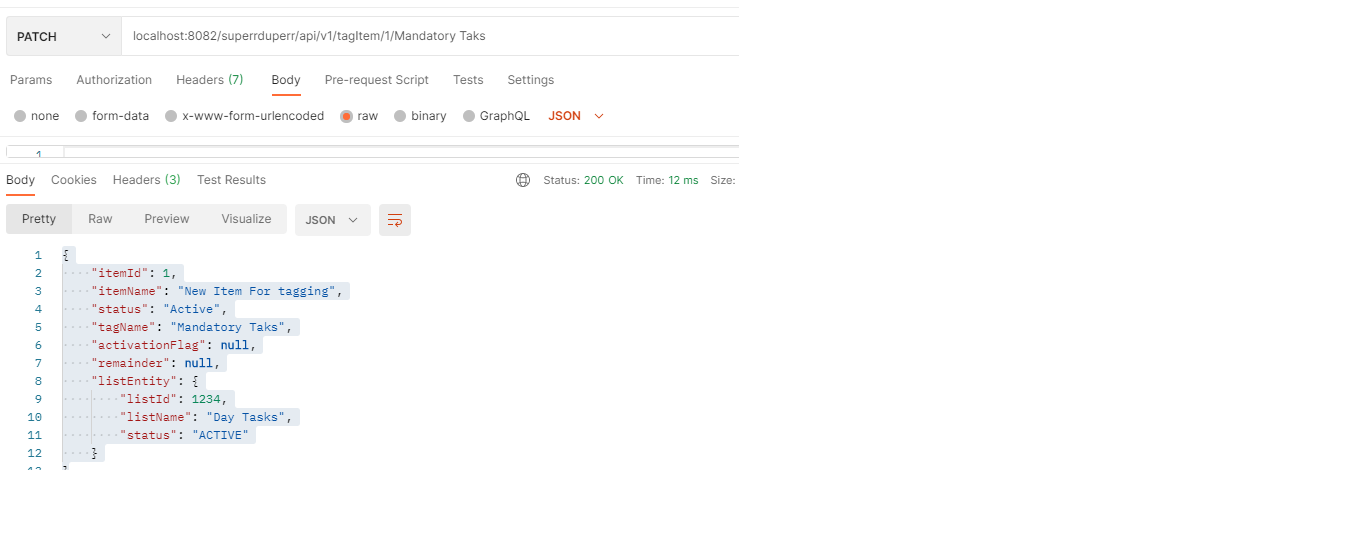 PATCH localhost:8082/superrduperr/api/v1/tagItem/1/Mandatory Taks
Params Authorization Headers (7) Body Pre-request Script Tests Settings
none form-data x-www-form-urlencoded raw binary GraphQL JSON
1
Body Cookies Headers (3) Test Results Status: 200 OK Time: 12 ms Size:
Pretty Raw Preview Visualize JSON
1 {
2 "itemId": 1,
3 "itemName": "New Item For tagging",
4 "status": "Active",
5 "tagName": "Mandatory Taks",
6 "activationFlag": null,
7 "remainder": null,
8 "listEntity": {
9 "listId": 1234,
10 "listName": "Day Tasks",
11 "status": "ACTIVE"
12 }
13 }